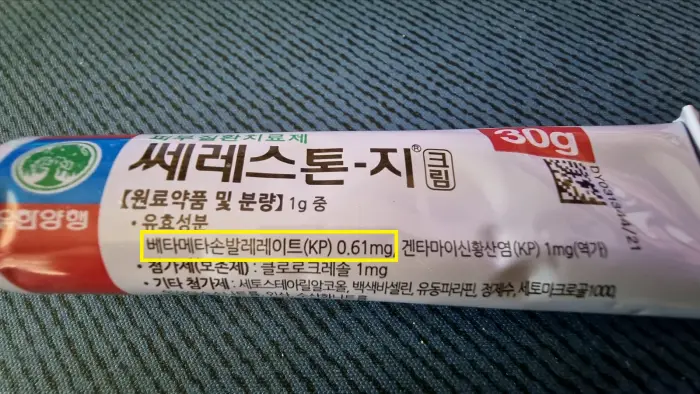 피부질환치료제
30g
쎄레스톤-지® 크림
유한양행
【원료약품 및 분량】 1g 중
• 유효성분
베타메타손발레레이트(KP) 0.61mg, 겐타마이신황산염(KP) 1mg(역가)
• 첨가제(보존제) : 클로로크레솔 1mg
• 기타 첨가제 : 세토스테아릴알코올, 백색바셀린, 유동파라핀, 정제수, 세토마크로골1000,